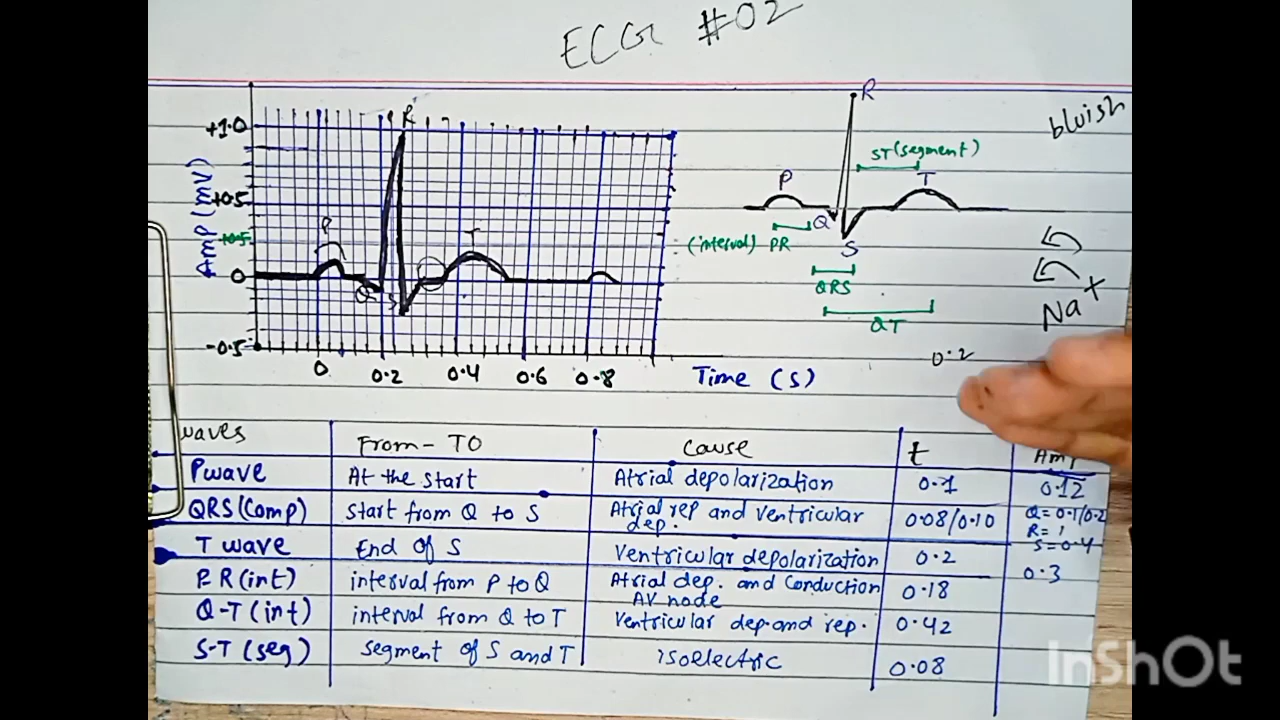 ECG #02
R
+1.0
+0.5
+0.5
0
-0.5
Amp (mV)
P
Q
S
T
0 0.2 0.4 0.6 0.8
Time (S)
R
ST(segment)
P
T
Q
S
(interval) PR
QRS
QT
0.2
bluish
Na+
waves From-TO Cause t Amp
P wave At the start Atrial depolarization 0.1 0.12
QRS(Comp) Start from Q to S Atrial rep and ventricular dep. 0.08/0.10 Q=0.1/0.2
R=1
S=0.4
T wave End of S Ventricular depolarization 0.2 0.3
P.R(int) interval from P to Q Atrial dep. and Conduction AV node 0.18
Q-T(int) interval from Q to T Ventricular dep.and rep. 0.42
S-T(seg) segment of S and T isoelectric 0.08
InShOt